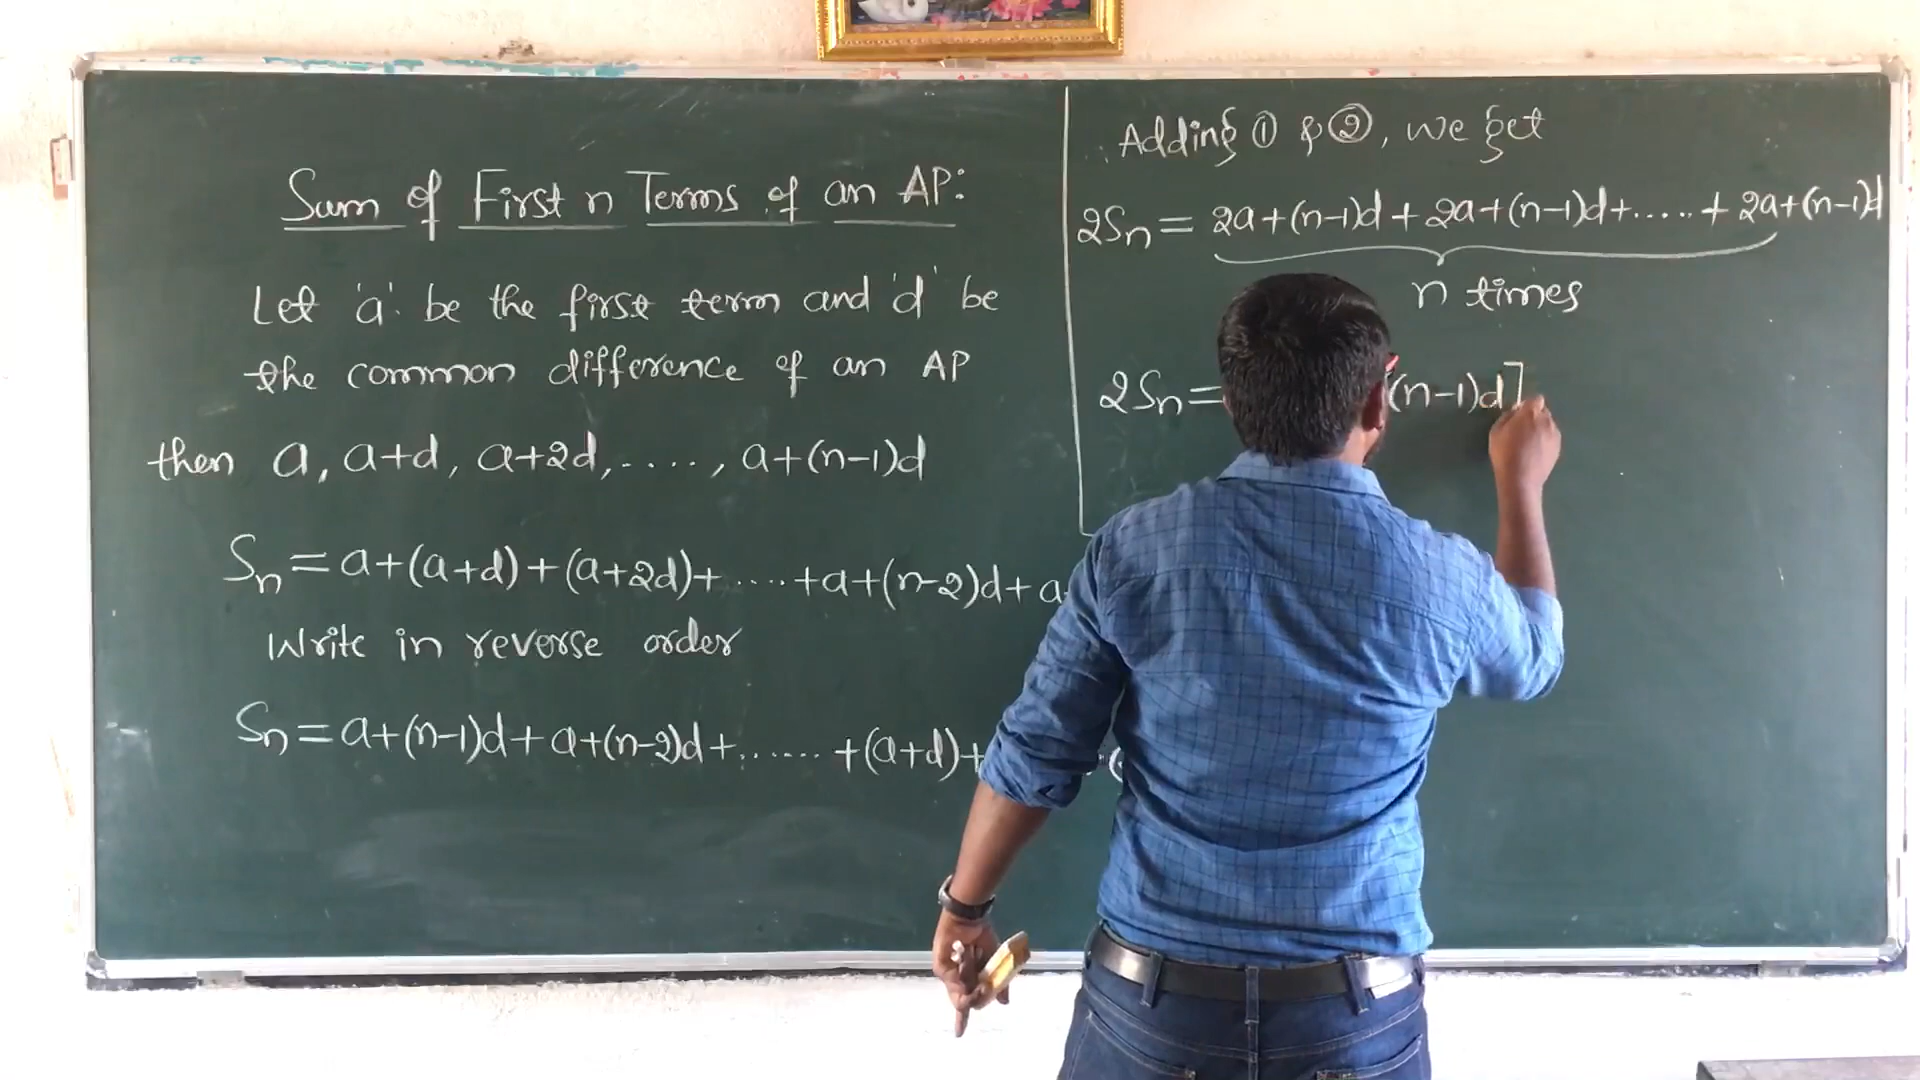 Sum of First n Terms of an AP:
Let 'a' be the first term and 'd' be
the common difference of an AP
then a, a+d, a+2d, ....., a+(n-1)d
Sn = a+(a+d)+(a+2d)+ .... +a+(n-2)d+a
Write in reverse order
Sn = a+(n-1)d+a+(n-2)d+...... +(a+d)+
Adding ① & ②, we get
2Sn = 2a+(n-1)d+2a+(n-1)d+.....+2a+(n-1)d
n times
2Sn= (n-1)d]